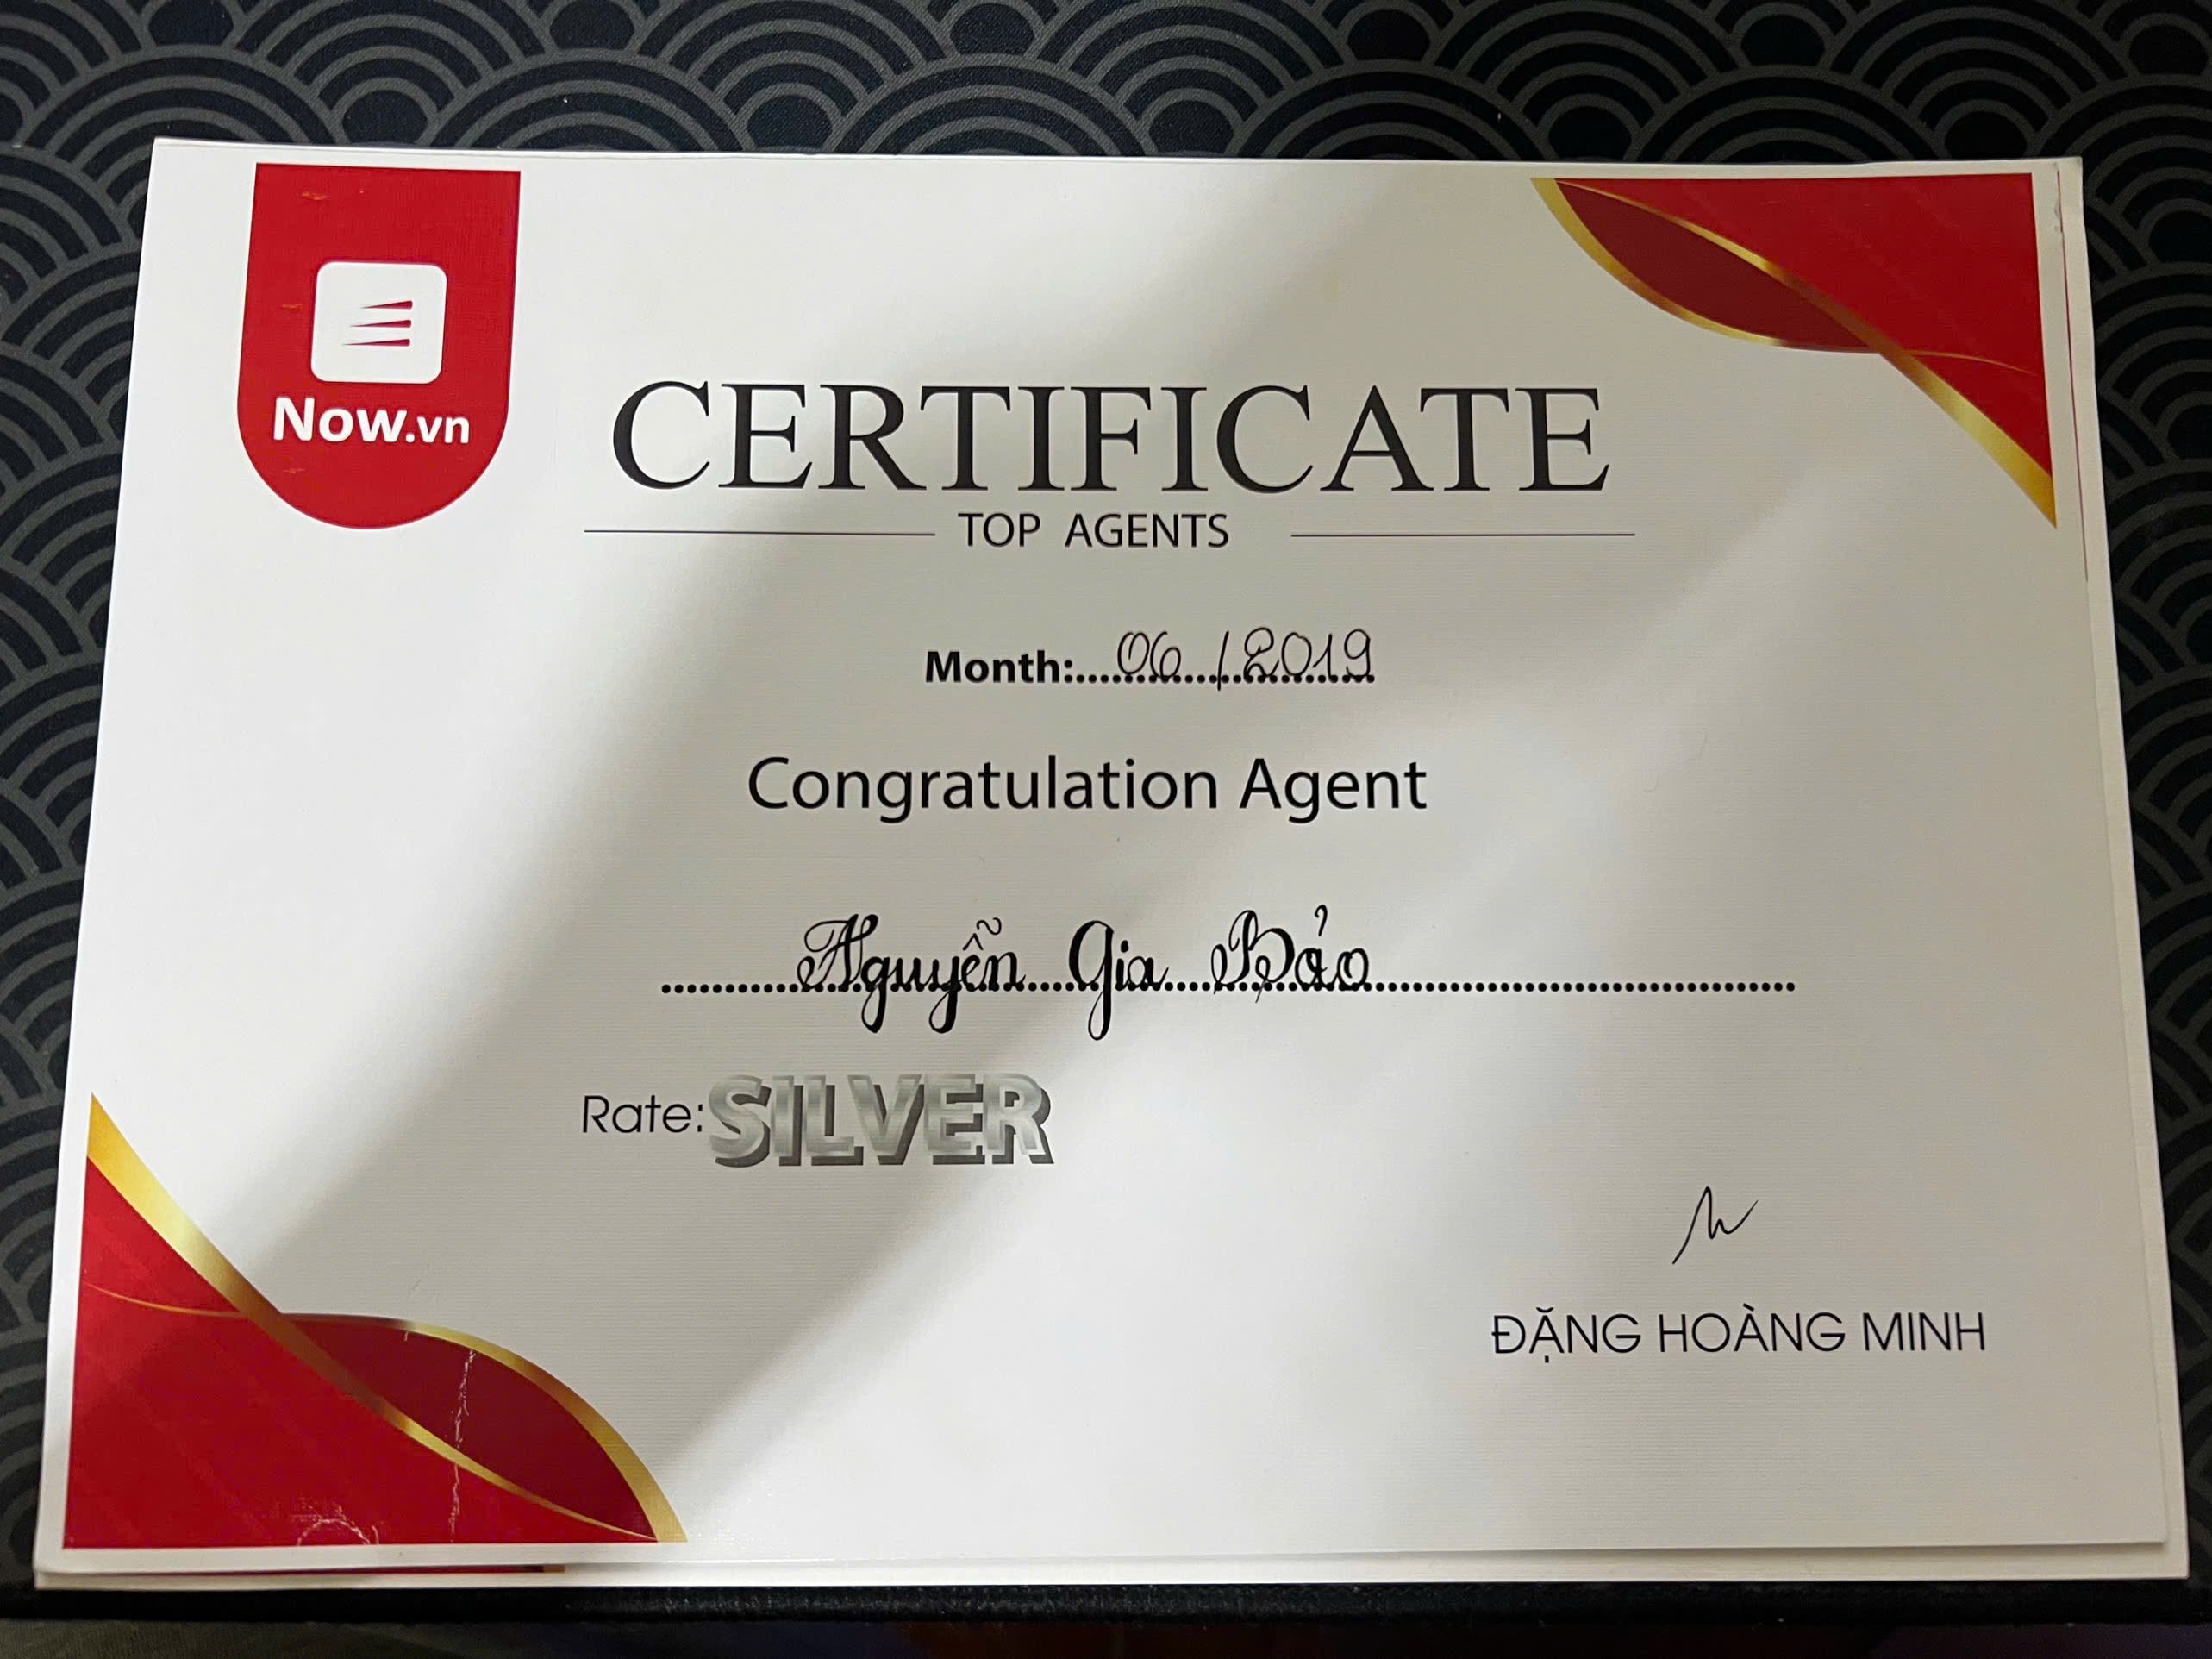 Now.vn
CERTIFICATE
TOP AGENTS
Month:....06./2019
Congratulation Agent
Nguyễn Gia Bảo
Rate: SILVER
ĐẶNG HOÀNG MINH